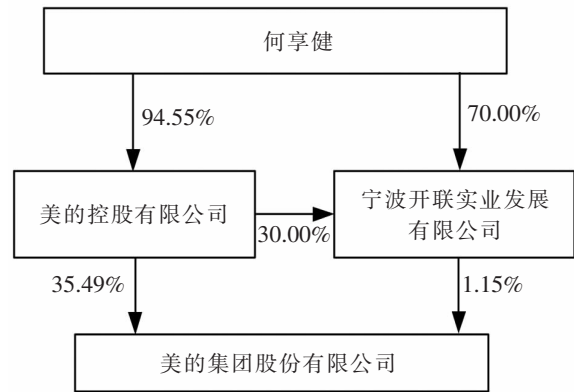 何享健
94.55%
70.00%
美的控股有限公司
宁波开联实业发展
有限公司
30.00%
35.49%
1.15%
美的集团股份有限公司